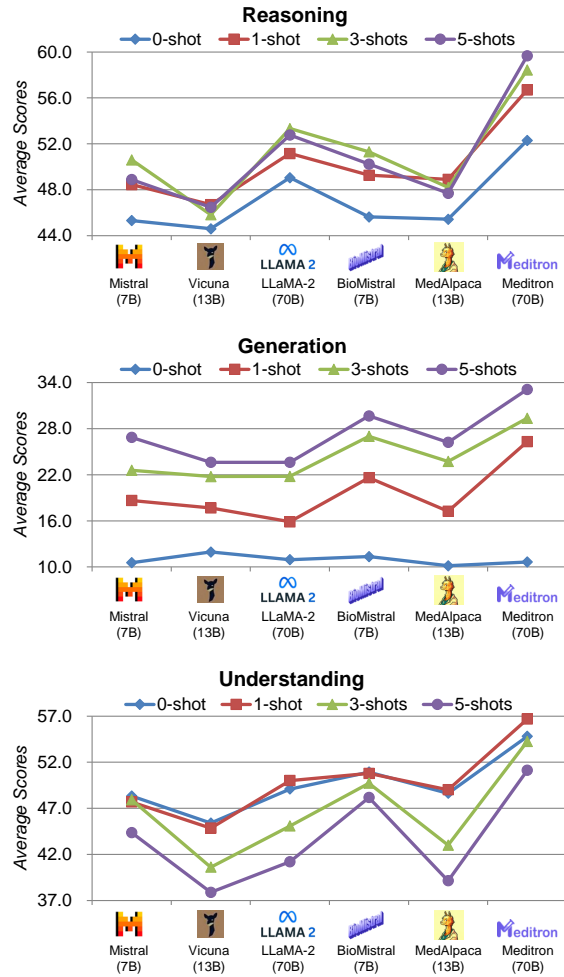 Reasoning
0-shot 1-shot 3-shots 5-shots
Average Scores
60.0
56.0
52.0
48.0
44.0
LLAMA 2 BioMistral Meditron
Mistral Vicuna LLaMA-2 BioMistral MedAlpaca Meditron
(7B) (13B) (70B) (7B) (13B) (70B)
Generation
0-shot 1-shot 3-shots 5-shots
Average Scores
34.0
28.0
22.0
16.0
10.0
LLAMA 2 BioMistral Meditron
Mistral Vicuna LLaMA-2 BioMistral MedAlpaca Meditron
(7B) (13B) (70B) (7B) (13B) (70B)
Understanding
0-shot 1-shot 3-shots 5-shots
Average Scores
57.0
47.0
42.0
37.0
LLAMA 2 BioMistral Meditron
Mistral Vicuna LLaMA-2 BioMistral MedAlpaca Meditron
(7B) (13B) (70B) (7B) (13B) (70B)